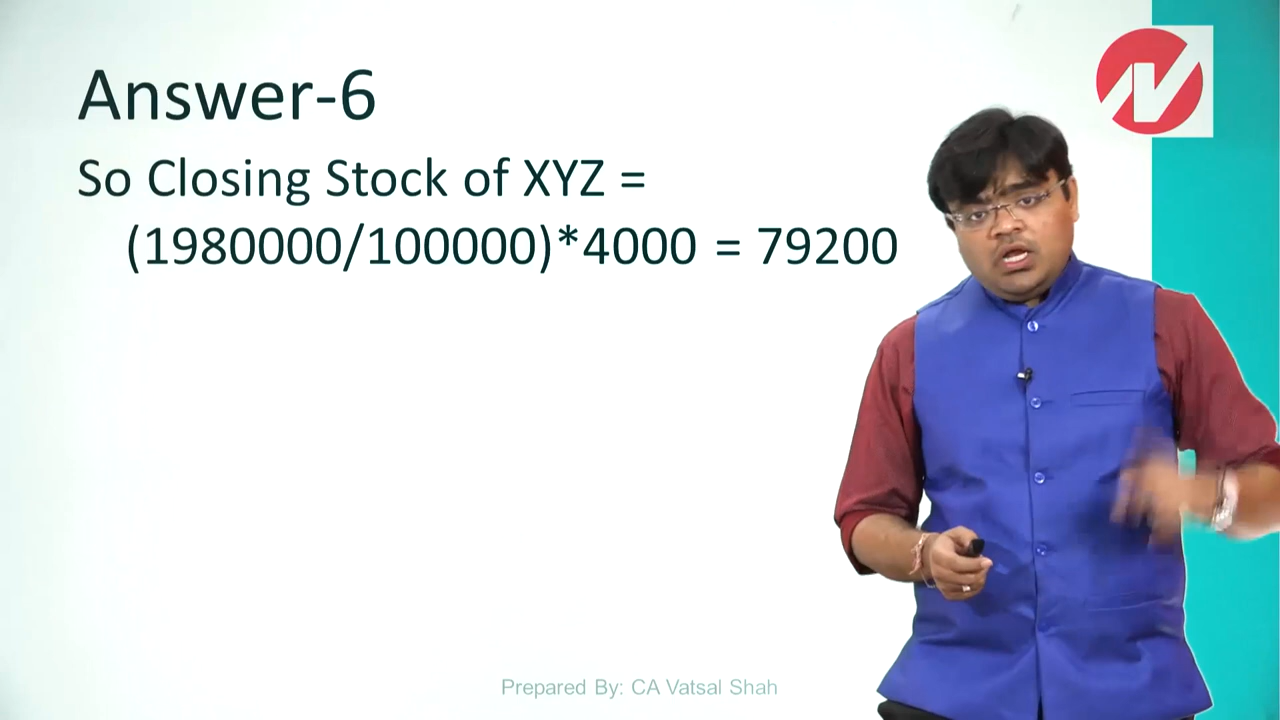 Answer-6
So Closing Stock of XYZ =
(1980000/100000)*4000 = 79200
Prepared By: CA Vatsal Shah